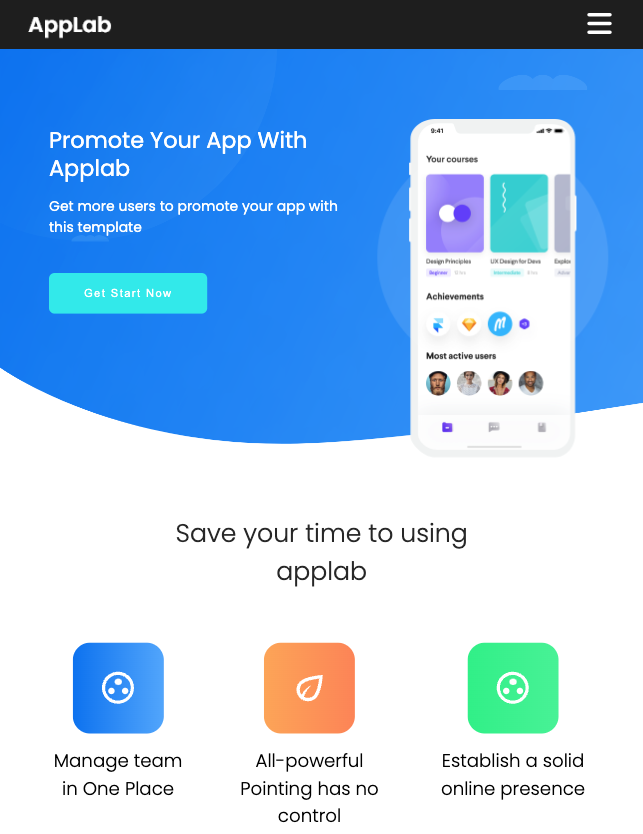 AppLab
Promote Your App With
Applab
Get more users to promote your app with
this template
Get Start Now
9:41
Your courses
Design Principles
UX Design for Devs
Explor
Beginner
Intermediate
Achievements
Most active users
Save your time to using
applab
Manage team
in One Place
All-powerful
Pointing has no
control
Establish a solid
online presence